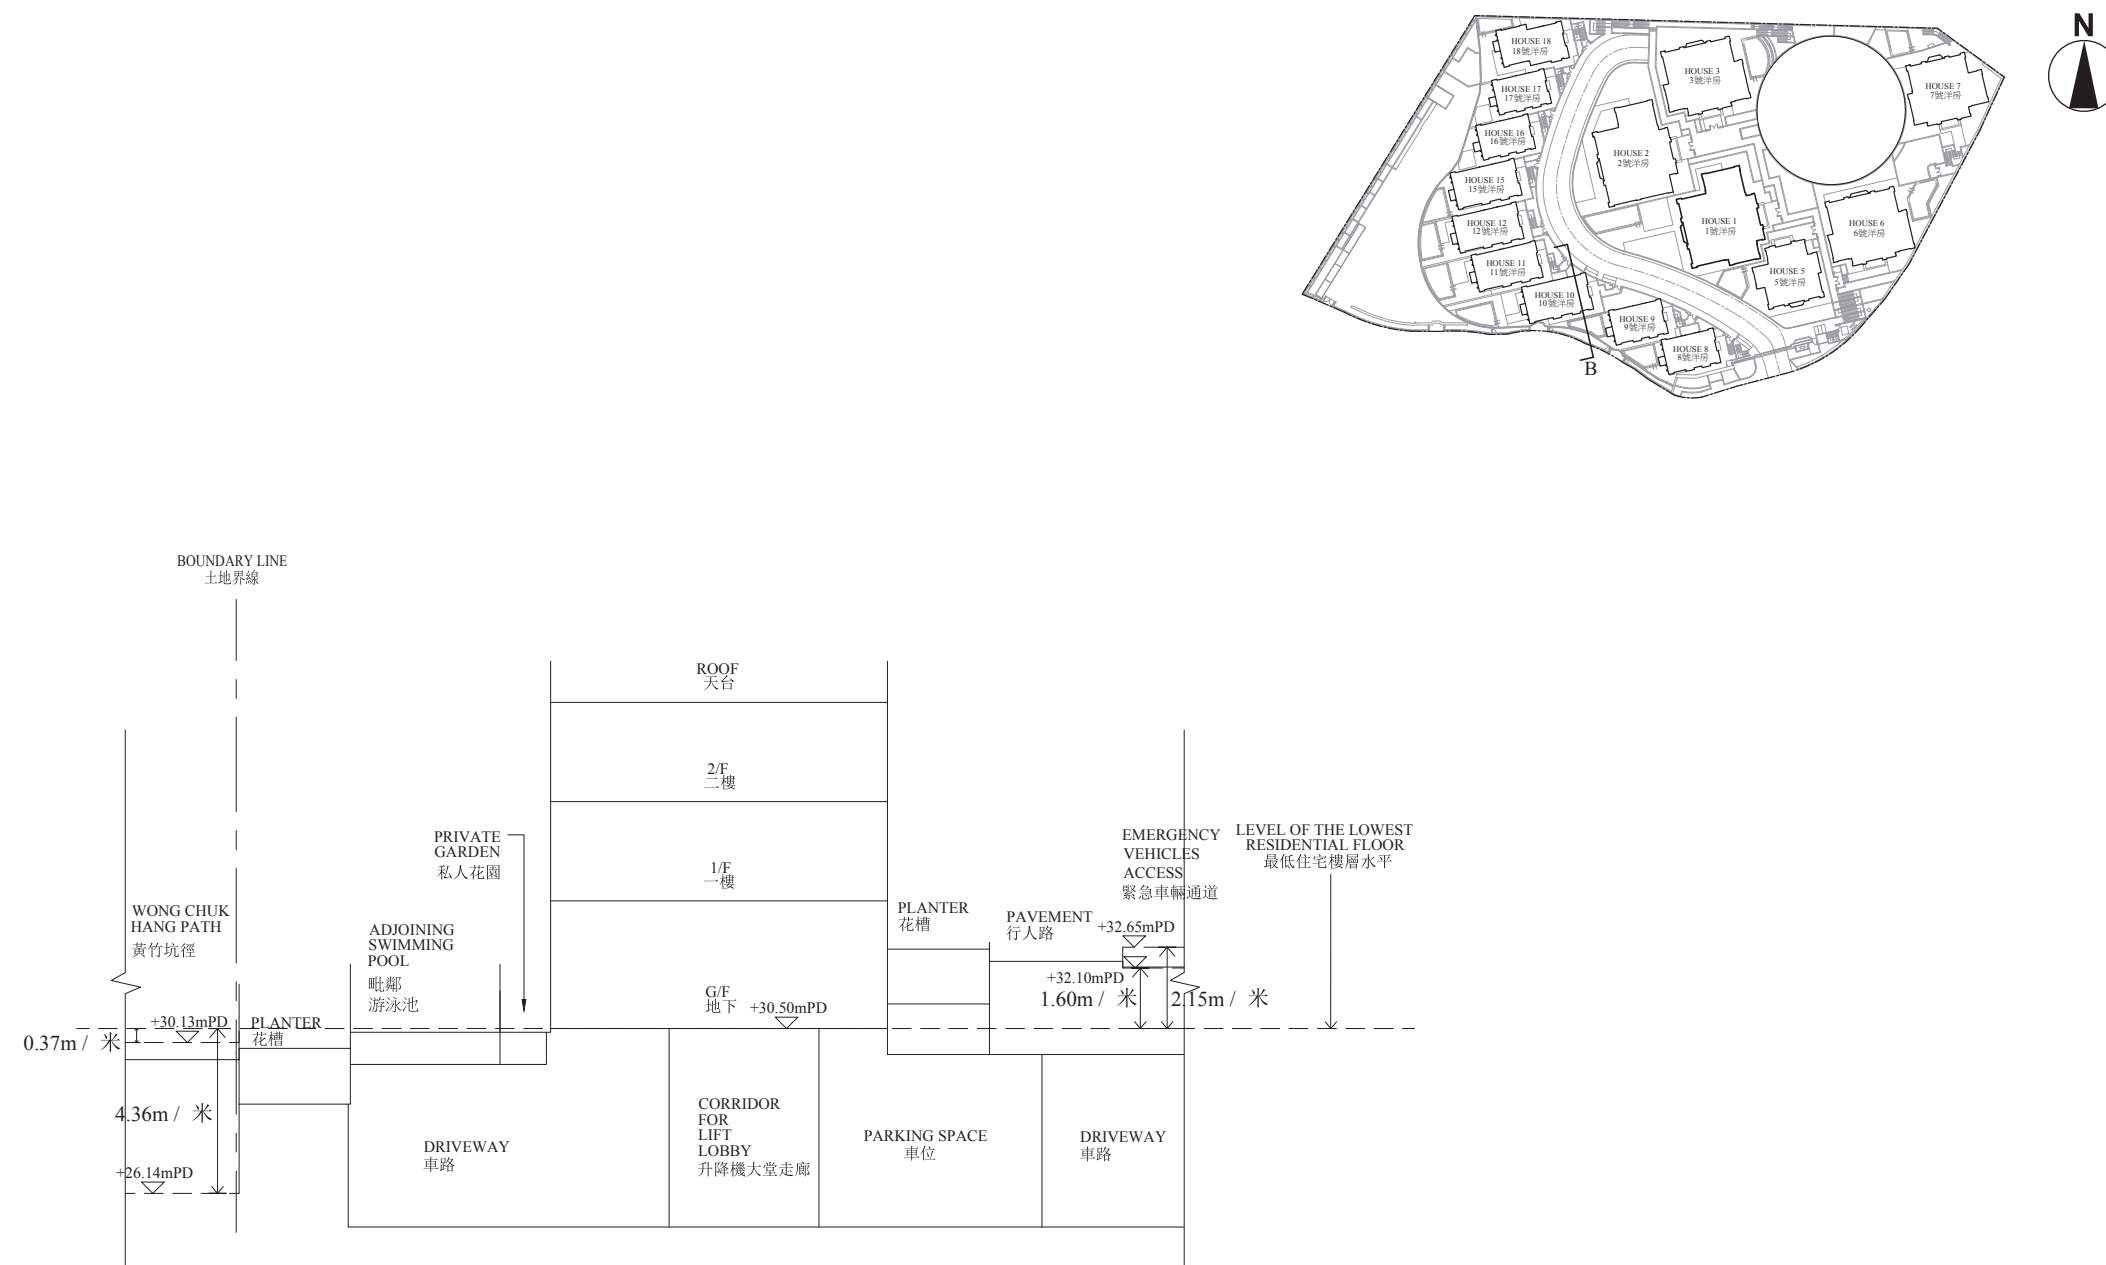 N
HOUSE 18
18號洋房
HOUSE 17
17號洋房
HOUSE 16
16號洋房
HOUSE 15
15號洋房
HOUSE 12
12號洋房
HOUSE 11
11號洋房
HOUSE 10
10號洋房
HOUSE 9
9號洋房
HOUSE 8
8號洋房
HOUSE 3
3號洋房
HOUSE 2
2號洋房
HOUSE 1
1號洋房
HOUSE 5
5號洋房
HOUSE 6
6號洋房
HOUSE 7
7號洋房
B
BOUNDARY LINE
土地界線
ROOF
天台
2/F
二樓
1/F
一樓
G/F
地下
+30.50mPD
PRIVATE
GARDEN
私人花園
WONG CHUK
HANG PATH
黃竹坑徑
ADJOINING
SWIMMING
POOL
毗鄰
游泳池
+30.13mPD
PLANTER
花槽
0.37m / 米
4.36m / 米
+26.14mPD
PLANTER
花槽
PAVEMENT
行人路
EMERGENCY
VEHICLES
ACCESS
緊急車輛通道
+32.65mPD
+32.10mPD
1.60m / 米
2.15m / 米
LEVEL OF THE LOWEST
RESIDENTIAL FLOOR
最低住宅樓層水平
DRIVEWAY
車路
CORRIDOR
FOR
LIFT
LOBBY
升降機大堂走廊
PARKING SPACE
車位
DRIVEWAY
車路